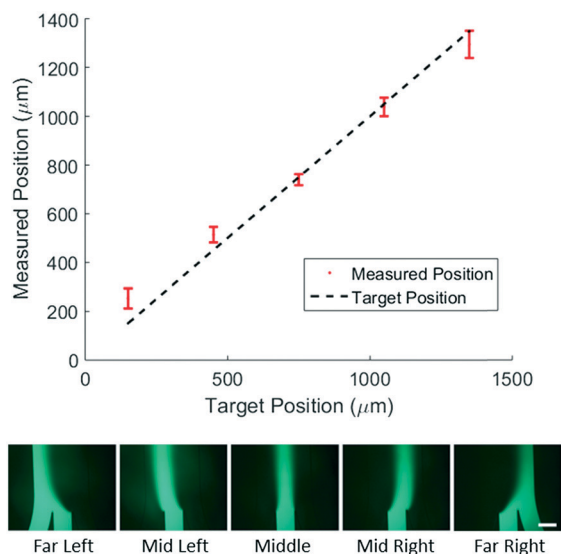 1400
1200
1000
800
600
400
200
0
Measured Position (μm)
Measured Position
Target Position
0 500 1000 1500
Target Position (μm)
Far Left Mid Left Middle Mid Right Far Right